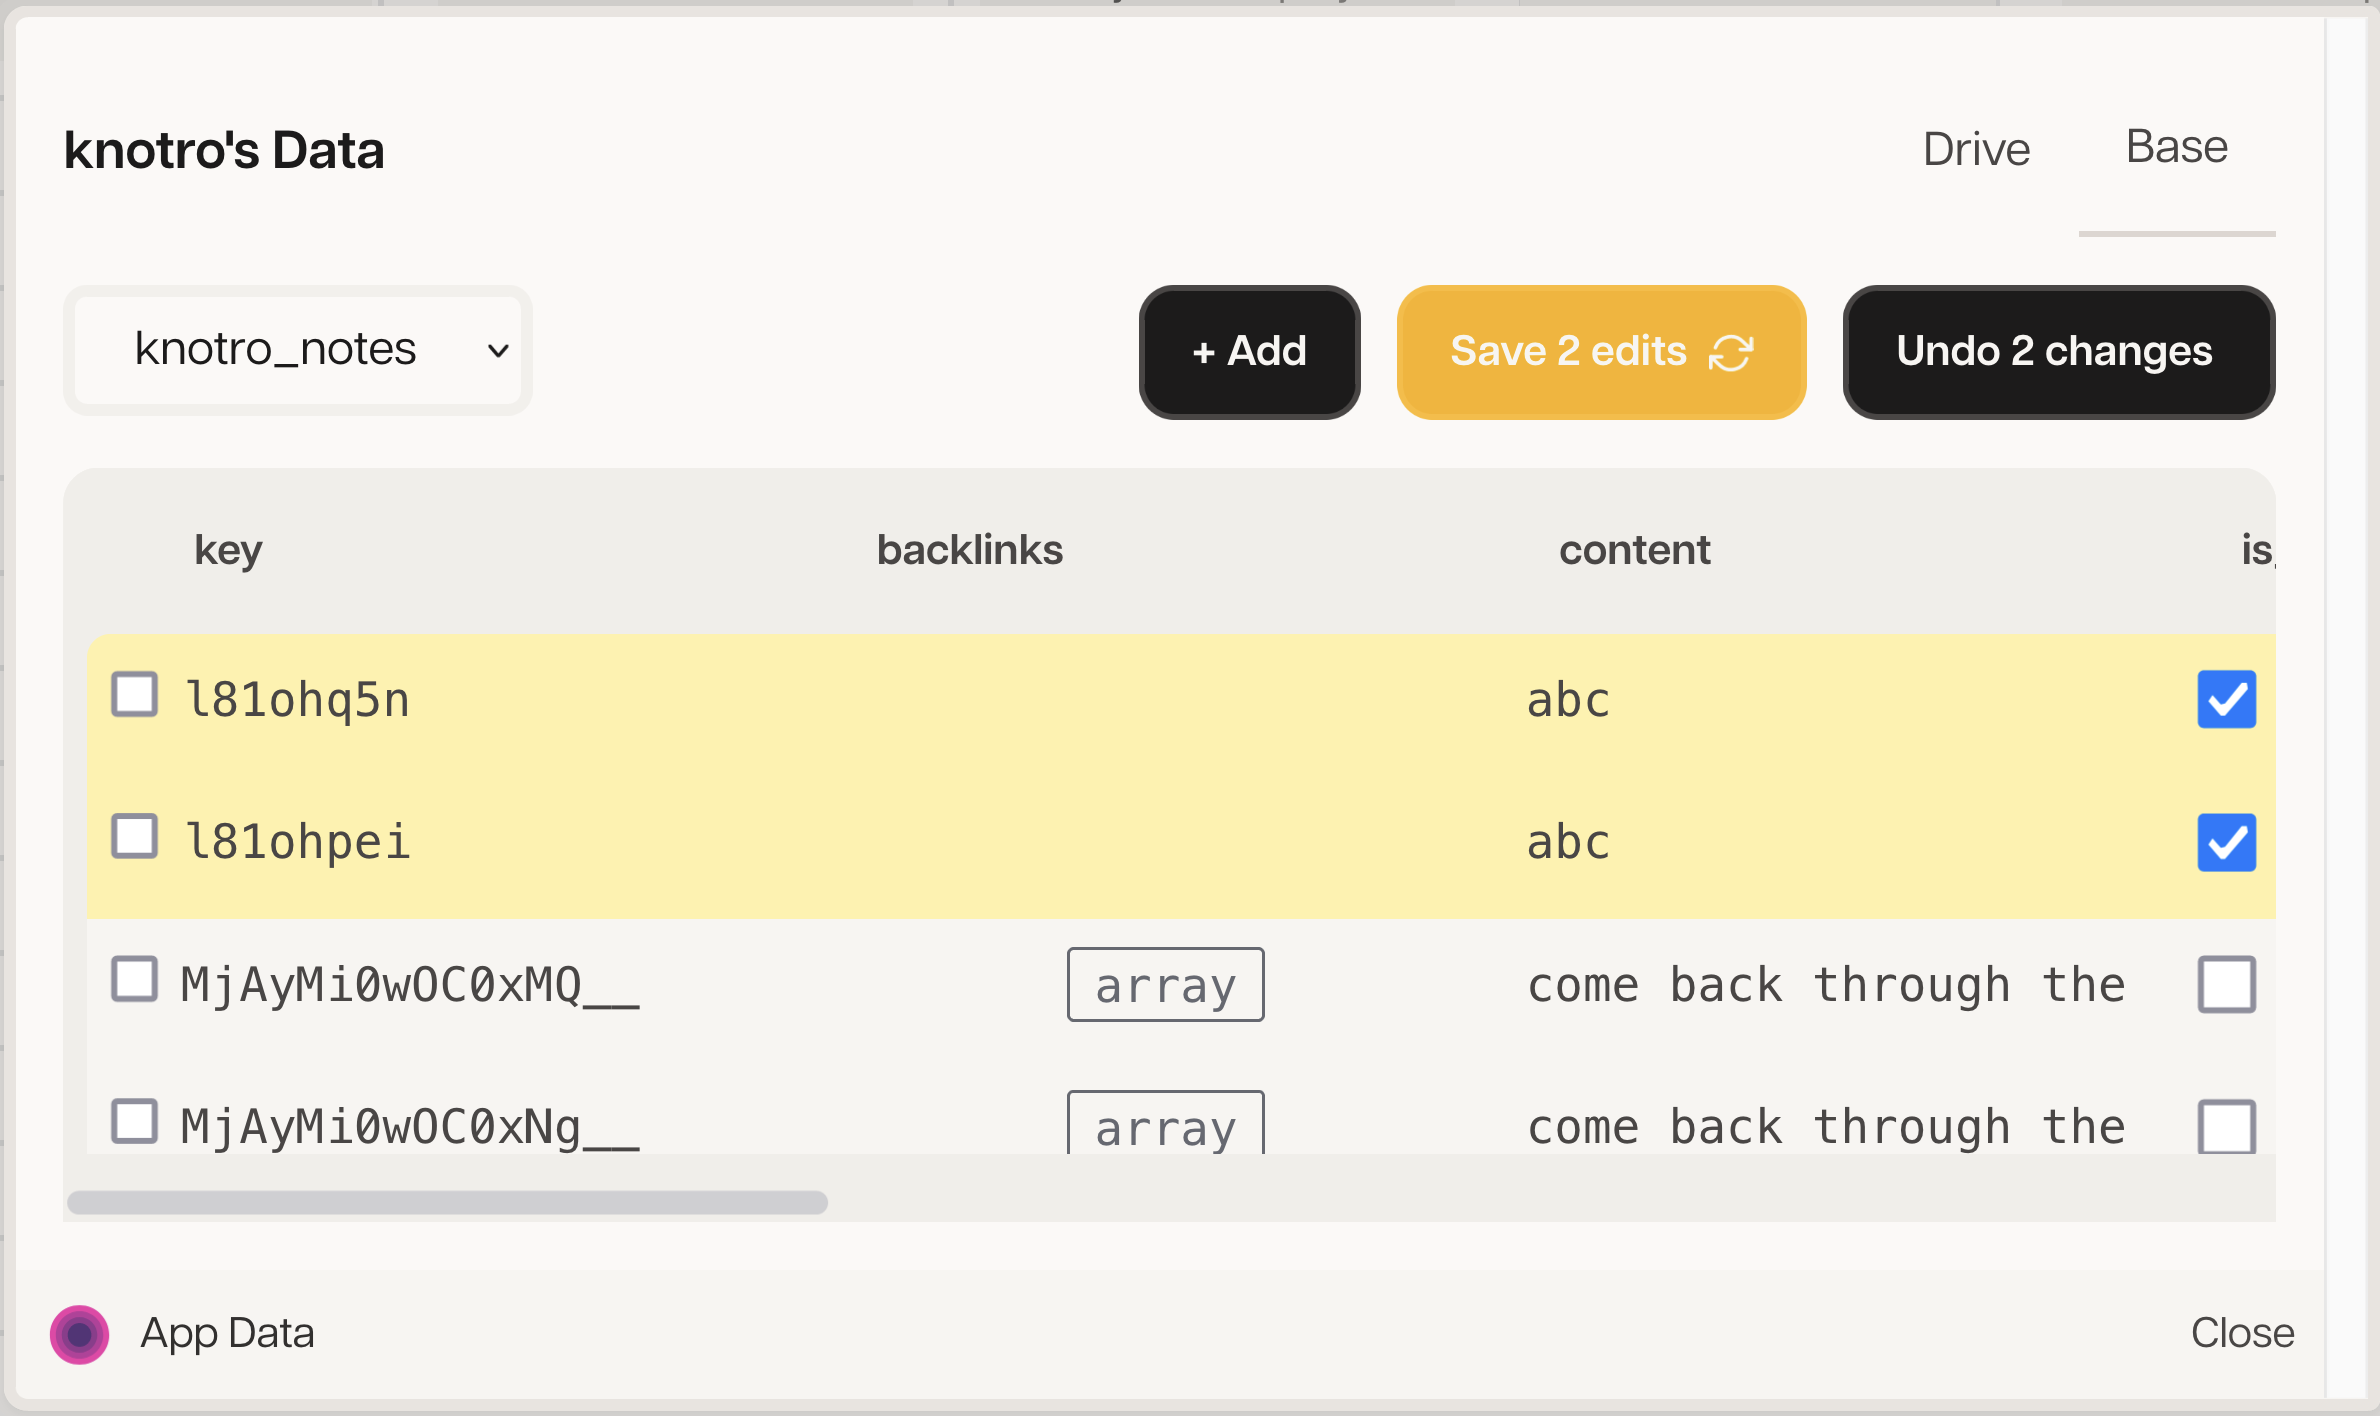 knotro's Data
Drive
Base
knotro_notes
+ Add
Save 2 edits
Undo 2 changes
key
backlinks
content
is_
l81ohq5n
abc
l81ohpei
abc
MjAyMi0wOC0xMQ__
array
come back through the
MjAyMi0wOC0xNg__
array
come back through the
App Data
Close